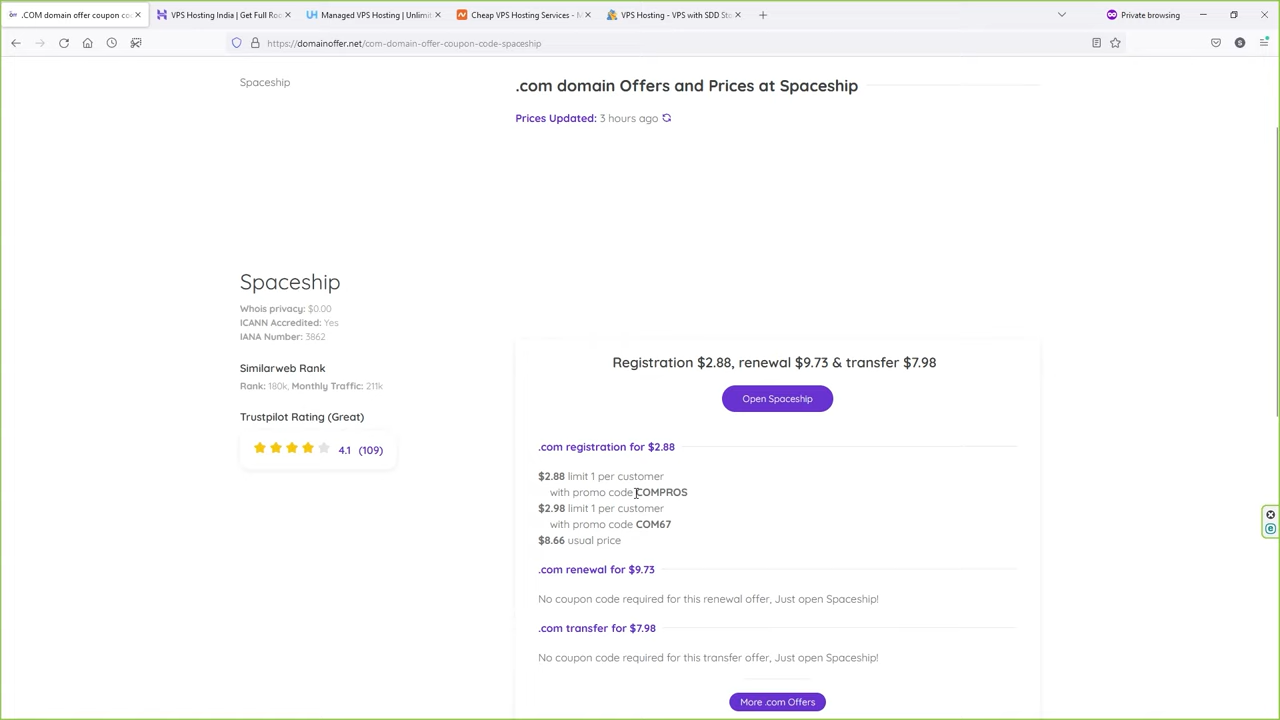 .COM domain offer coupon co
VPS Hosting India | Get Full Ro
Managed VPS Hosting | Unlimit
Cheap VPS Hosting Services - M
VPS Hosting - VPS with SDD St
Private browsing
https://domainoffer.net/com-domain-offer-coupon-code-spaceship
Spaceship
.com domain Offers and Prices at Spaceship
Prices Updated: 3 hours ago
Spaceship
Whois privacy: $0.00
ICANN Accredited: Yes
IANA Number: 3862
Similarweb Rank
Rank: 180k, Monthly Traffic: 211k
Trustpilot Rating (Great)
4.1 (109)
Registration $2.88, renewal $9.73 & transfer $7.98
Open Spaceship
.com registration for $2.88
$2.88 limit 1 per customer
with promo code COMPROS
$2.98 limit 1 per customer
with promo code COM67
$8.66 usual price
.com renewal for $9.73
No coupon code required for this renewal offer, Just open Spaceship!
.com transfer for $7.98
No coupon code required for this transfer offer, Just open Spaceship!
More .com Offers